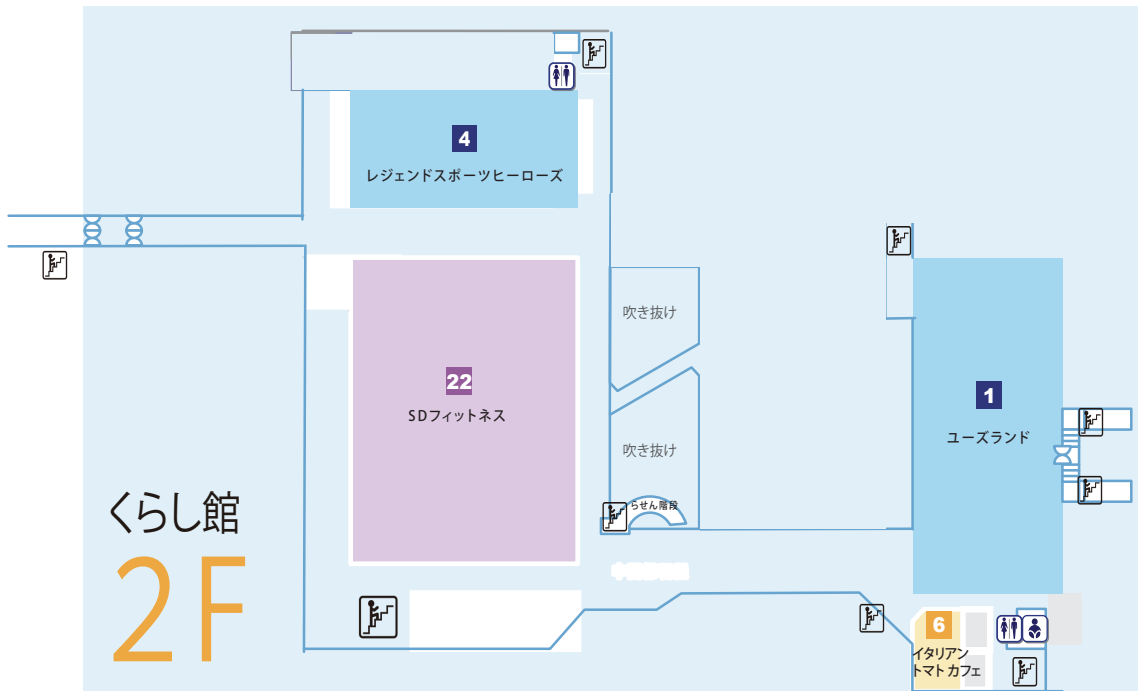 4
レジェンドスポーツヒーローズ
吹き抜け
22
SDフィットネス
1
ユーズランド
吹き抜け
らせん階段
くらし館
2F
6
イタリアン
トマト カフェ